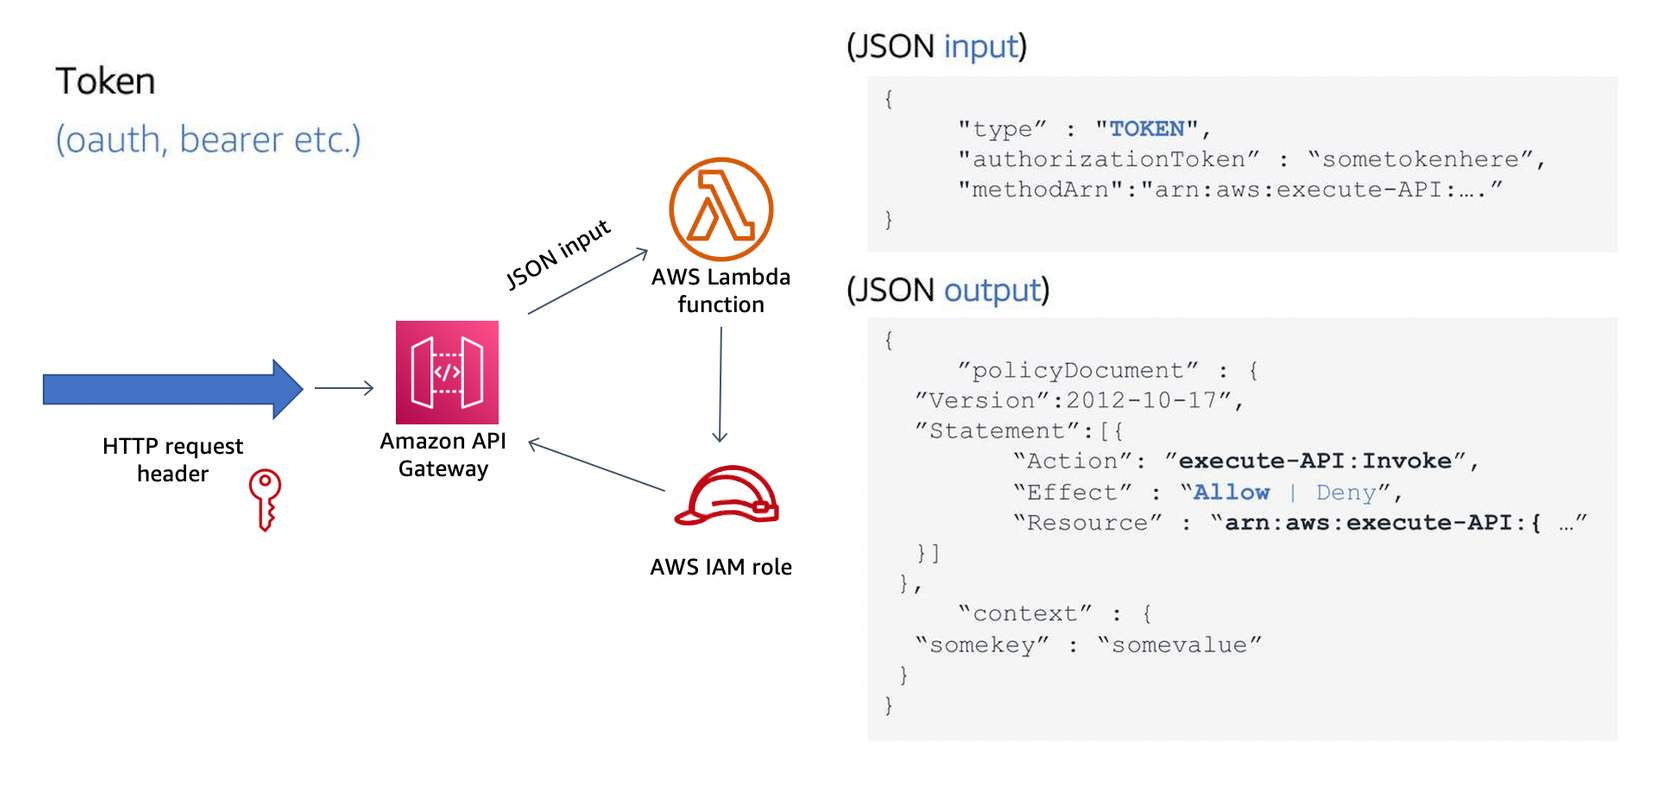 Token
(oauth, bearer etc.)
HTTP request
header
</>
Amazon API
Gateway
JSON input
AWS Lambda
function
AWS IAM role
(JSON input)
{
"type” : "TOKEN",
"authorizationToken” : “sometokenhere”,
"methodArn":"arn:aws:execute-API:….”
}
(JSON output)
{
”policyDocument” : {
”Version”:2012-10-17”,
”Statement”:[{
“Action”: ”execute-API:Invoke”,
“Effect” : “Allow | Deny”,
“Resource” : “arn:aws:execute-API:{ …”
}]
},
“context” : {
“somekey” : “somevalue”
}
}